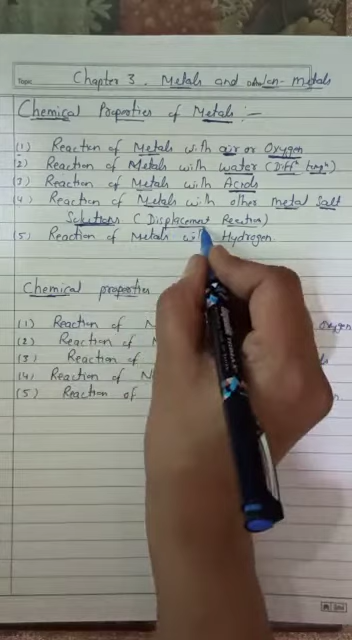 Topic
Chapter 3. Metals and non-metals
Chemical Properties of Metals :-
(1) Reaction of Metals with air or Oxygen
(2) Reaction of Metals with water (Diff^n temp^r)
(3) Reaction of Metals with Acids
(4) Reaction of Metals with other metal Salt
Solutions (Displacement Reaction)
(5) Reaction of Metals with Hydrogen.
Chemical properties
(1) Reaction of N oxygen
(2) Reaction of
(3) Reaction of
(4) Reaction of N
(5) Reaction of